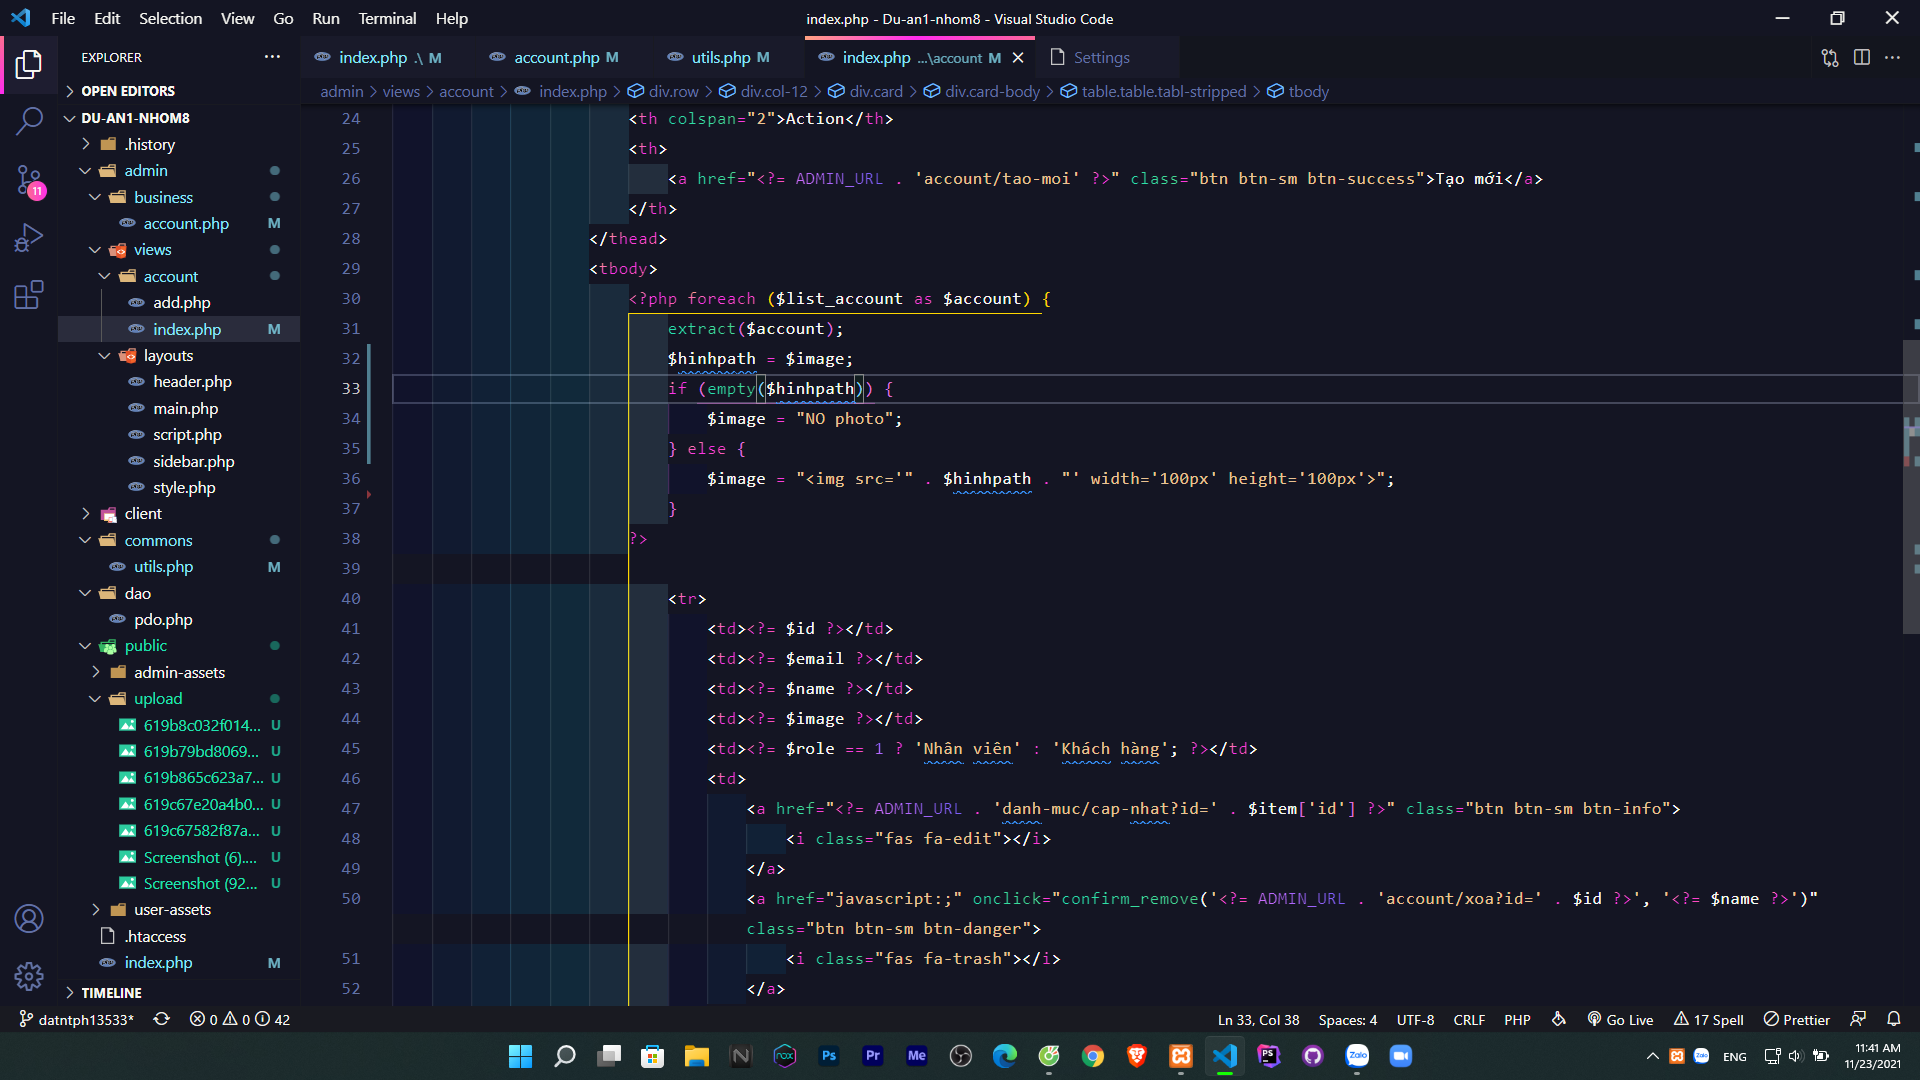 File Edit Selection View Go Run Terminal Help
index.php - Du-an1-nhom8 - Visual Studio Code
EXPLORER
index.php .\ M
account.php M
utils.php M
index.php ...\account M
Settings
OPEN EDITORS
DU-AN1-NHOM8
.history
admin
business
account.php M
views
account
add.php
index.php M
layouts
header.php
main.php
script.php
sidebar.php
style.php
client
commons
utils.php M
dao
pdo.php
public
admin-assets
upload
619b8c032f014... U
619b79bd8069... U
619b865c623a7... U
619c67e20a4b0... U
619c67582f87a... U
Screenshot (6).... U
Screenshot (92... U
user-assets
.htaccess
index.php M
TIMELINE
11
admin > views > account > index.php > div.row > div.col-12 > div.card > div.card-body > table.table.tabl-stripped > tbody
24 <th colspan="2">Action</th>
25 <th>
26 <a href="<?= ADMIN_URL . 'account/tao-moi' ?>" class="btn btn-sm btn-success">Tạo mới</a>
27 </th>
28 </thead>
29 <tbody>
30 <?php foreach ($list_account as $account) {
31 extract($account);
32 $hinhpath = $image;
33 if (empty($hinhpath)) {
34 $image = "NO photo";
35 } else {
36 $image = "<img src='" . $hinhpath . "' width='100px' height='100px'>";
37 }
38 ?>
39
40 <tr>
41 <td><?= $id ?></td>
42 <td><?= $email ?></td>
43 <td><?= $name ?></td>
44 <td><?= $image ?></td>
45 <td><?= $role == 1 ? 'Nhân viên' : 'Khách hàng'; ?></td>
46 <td>
47 <a href="<?= ADMIN_URL . 'danh-muc/cap-nhat?id=' . $item['id'] ?>" class="btn btn-sm btn-info">
48 <i class="fas fa-edit"></i>
49 </a>
50 <a href="javascript:;" onclick="confirm_remove('<?= ADMIN_URL . 'account/xoa?id=' . $id ?>', '<?= $name ?>')"
class="btn btn-sm btn-danger">
51 <i class="fas fa-trash"></i>
52 </a>
datntph13533* 0 0 42
Ln 33, Col 38 Spaces: 4 UTF-8 CRLF PHP Go Live 17 Spell Prettier
N nox Ps Pr Me PS Zalo
Zalo ENG 11:41 AM
11/23/2021